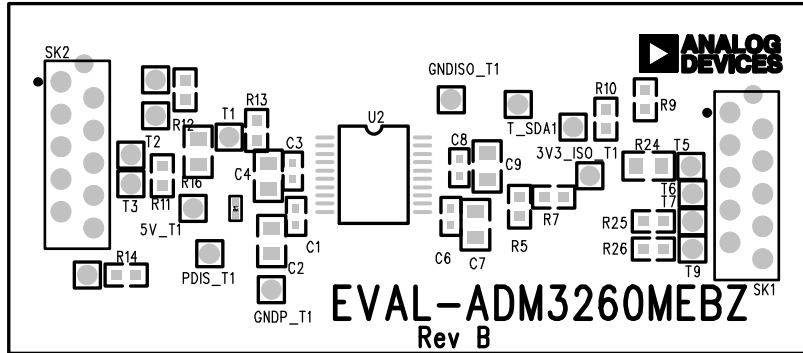 SK2
ANALOG
DEVICES
GNDISO_T1
R10
R9
R13
T1
U2
R12
T_SDA1
T2
C3
C8
3V3_ISO_T1
R24
T5
C4
C9
R16
T6
T3
R11
T7
5V_T1
R7
R25
C1
C6
R5
R26
C7
R14
C2
T9
PDIS_T1
SK1
GNDP_T1
EVAL-ADM3260MEBZ
Rev B